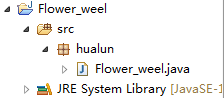 Flower_weel
src
hualun
Flower_weel.java
JRE System Library [JavaSE-1